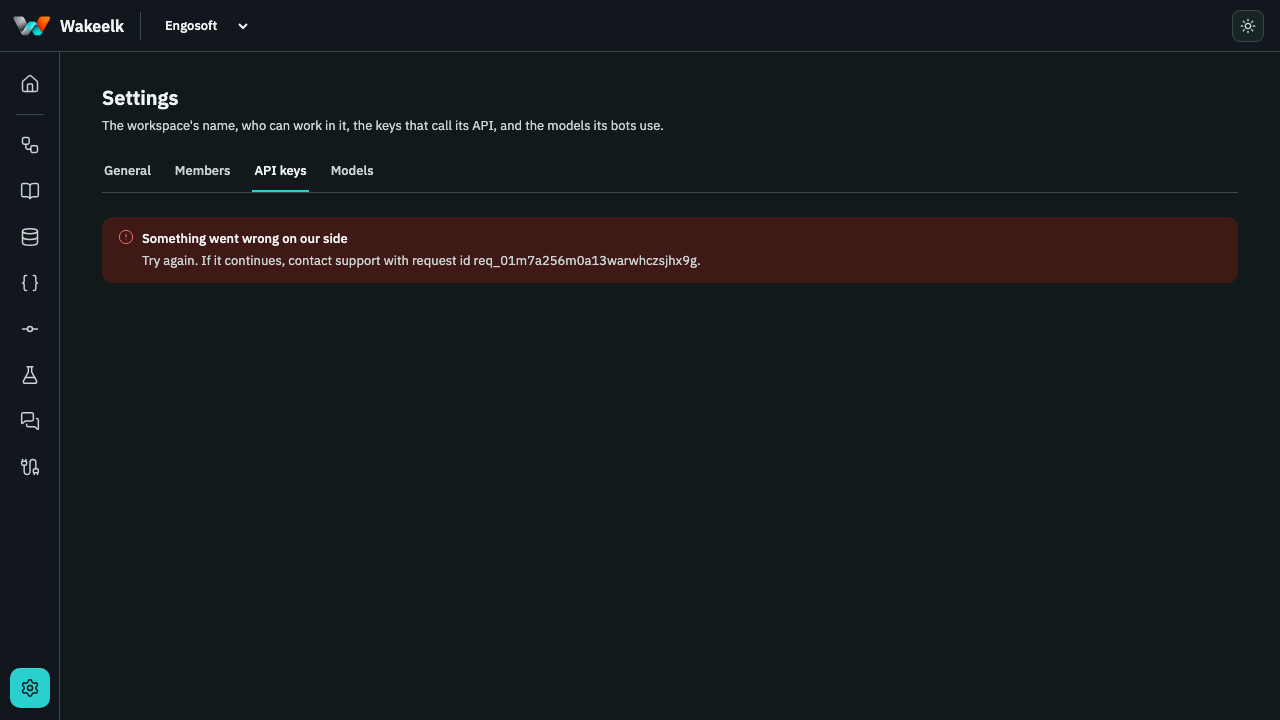 Wakeelk
Engosoft
Settings
The workspace's name, who can work in it, the keys that call its API, and the models its bots use.
General Members API keys Models
Something went wrong on our side
Try again. If it continues, contact support with request id req_01m7a256m0a13warwhczsjhx9g.